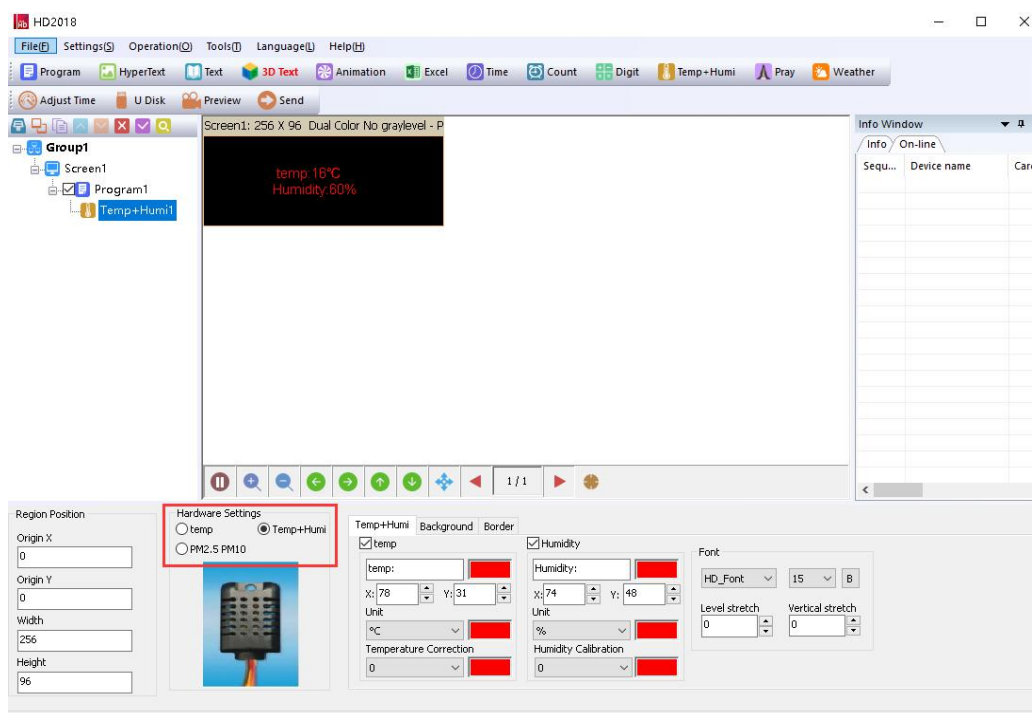 HD2018
File(F) Settings(S) Operation(O) Tools(T) Language(L) Help(H)
Program HyperText Text 3D Text Animation Excel Time Count Digit Temp+Humi Pray Weather
Adjust Time U Disk Preview Send
Group1
Screen1
Program1
Temp+Humi1
Screen1: 256 X 96 Dual Color No graylevel - P
temp:16℃
Humidity:60%
1/1
Info Window
Info On-line
Sequ... Device name Car
Region Position
Origin X
0
Origin Y
0
Width
256
Height
96
Hardware Settings
temp Temp+Humi
PM2.5 PM10
Temp+Humi Background Border
temp
temp:
X: 78 Y: 31
Unit
℃
Temperature Correction
0
Humidity
Humidity:
X: 74 Y: 48
Unit
%
Humidity Calibration
0
Font
HD_Font 15 B
Level stretch Vertical stretch
0 0